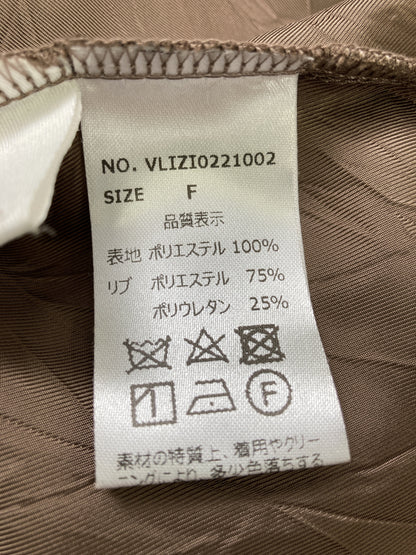 NO. VLIZI0221002
SIZE F
品質表示
表地 ポリエステル 100%
リブ ポリエステル 75%
ポリウレタン 25%
F
素材の特質上、着用やクリー
ニングにより、多少色落ちする